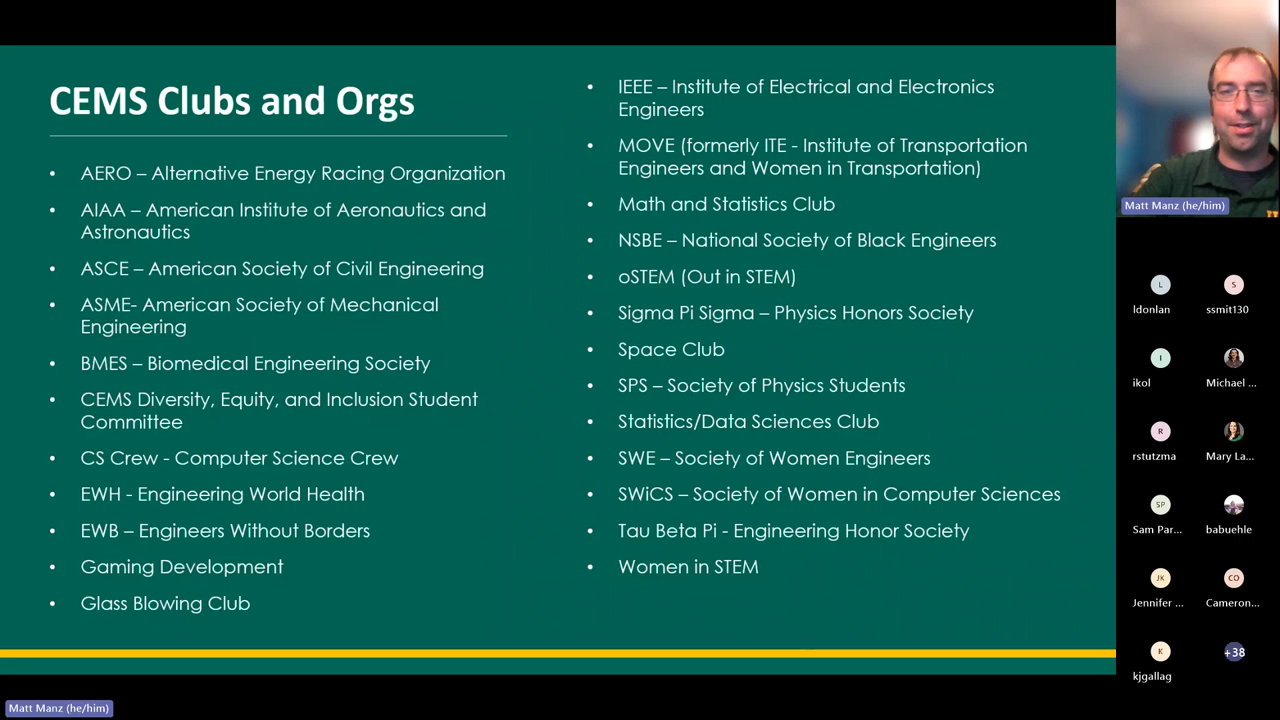 CEMS Clubs and Orgs
• AERO – Alternative Energy Racing Organization
• AIAA – American Institute of Aeronautics and
Astronautics
• ASCE – American Society of Civil Engineering
• ASME- American Society of Mechanical
Engineering
• BMES – Biomedical Engineering Society
• CEMS Diversity, Equity, and Inclusion Student
Committee
• CS Crew - Computer Science Crew
• EWH - Engineering World Health
• EWB – Engineers Without Borders
• Gaming Development
• Glass Blowing Club
• IEEE – Institute of Electrical and Electronics
Engineers
• MOVE (formerly ITE - Institute of Transportation
Engineers and Women in Transportation)
• Math and Statistics Club
• NSBE – National Society of Black Engineers
• oSTEM (Out in STEM)
• Sigma Pi Sigma – Physics Honors Society
• Space Club
• SPS – Society of Physics Students
• Statistics/Data Sciences Club
• SWE – Society of Women Engineers
• SWiCS – Society of Women in Computer Sciences
• Tau Beta Pi - Engineering Honor Society
• Women in STEM
Matt Manz (he/him)
L
ldonlan
S
ssmit130
I
ikol
Michael ...
R
rstutzma
Mary La...
SP
Sam Par...
babuehle
JK
Jennifer ...
CO
Cameron...
K
kjgallag
+38
Matt Manz (he/him)